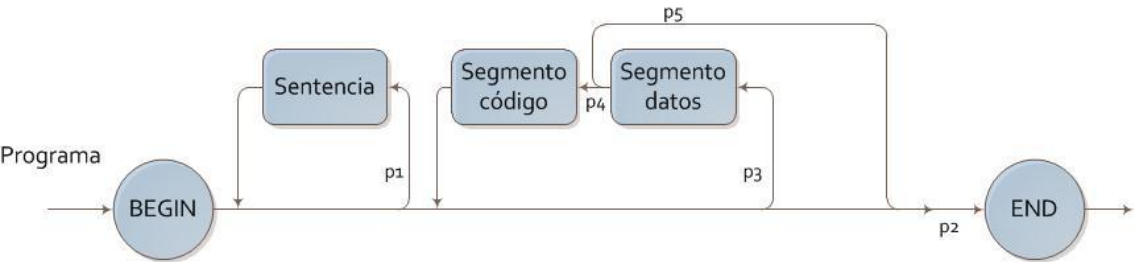 p5
Sentencia
Segmento
código
p4
Segmento
datos
Programa
p1
p3
BEGIN
p2
END